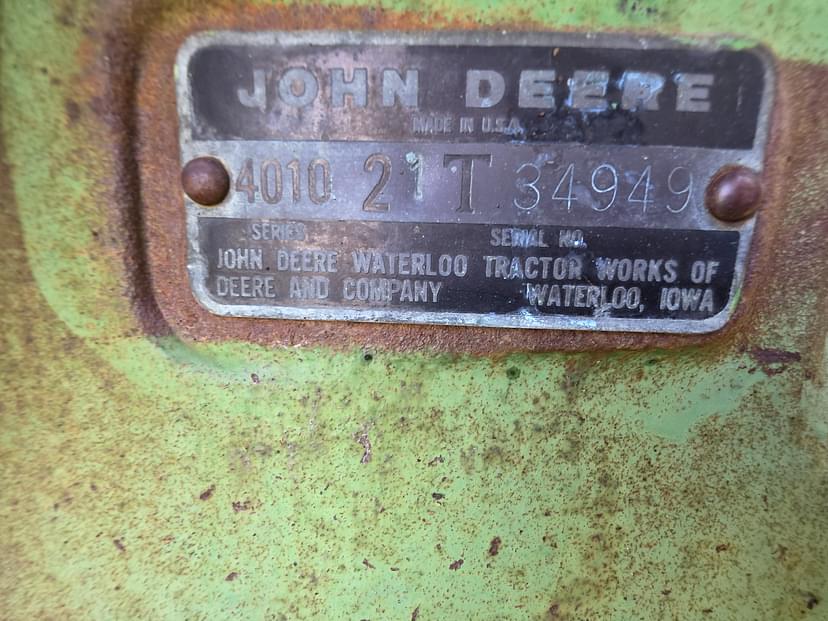 JOHN DEERE
MADE IN U.S.A.
4010 21T 34949
SERIES SERIAL NO.
JOHN DEERE WATERLOO TRACTOR WORKS OF
DEERE AND COMPANY WATERLOO, IOWA